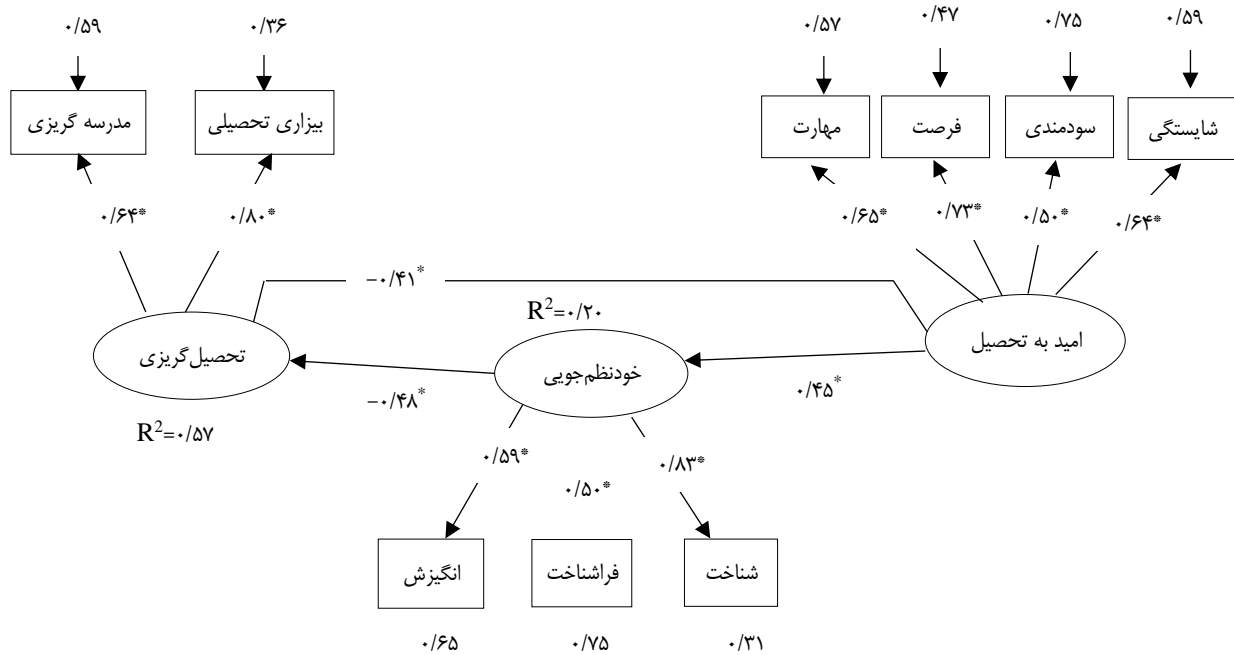 ۰/۵۹ ۰/۴۷ ۰/۷۵ ۰/۵۷ ۰/۳۶ ۰/۵۹
شایستگی
سودمندی
فرصت
مهارت
بیزاری تحصیلی
مدرسه گریزی
۰/۶۴*
۰/۵۰*
۰/۷۳*
۰/۶۵*
۰/۸۰*
۰/۶۴*
−۰/۴۱*
R²=۰/۲۰
امید به تحصیل
خودنظم‌جویی
تحصیل‌گریزی
۰/۴۵*
−۰/۴۸*
R²=۰/۵۷
۰/۸۳*
۰/۵۰*
۰/۵۹*
شناخت
فراشناخت
انگیزش
۰/۳۱
۰/۷۵
۰/۶۵